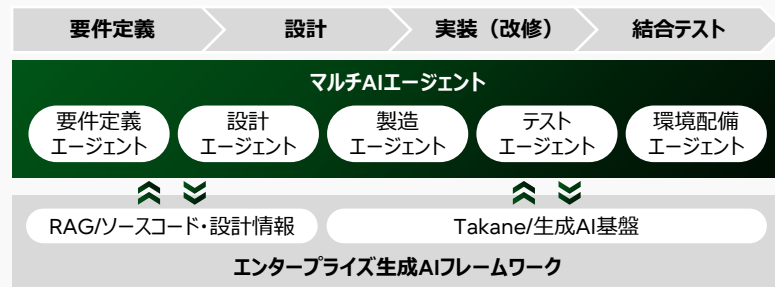 要件定義
設計
実装（改修）
結合テスト
マルチAIエージェント
要件定義
エージェント
設計
エージェント
製造
エージェント
テスト
エージェント
環境配備
エージェント
RAG/ソースコード・設計情報
Takane/生成AI基盤
エンタープライズ生成AIフレームワーク